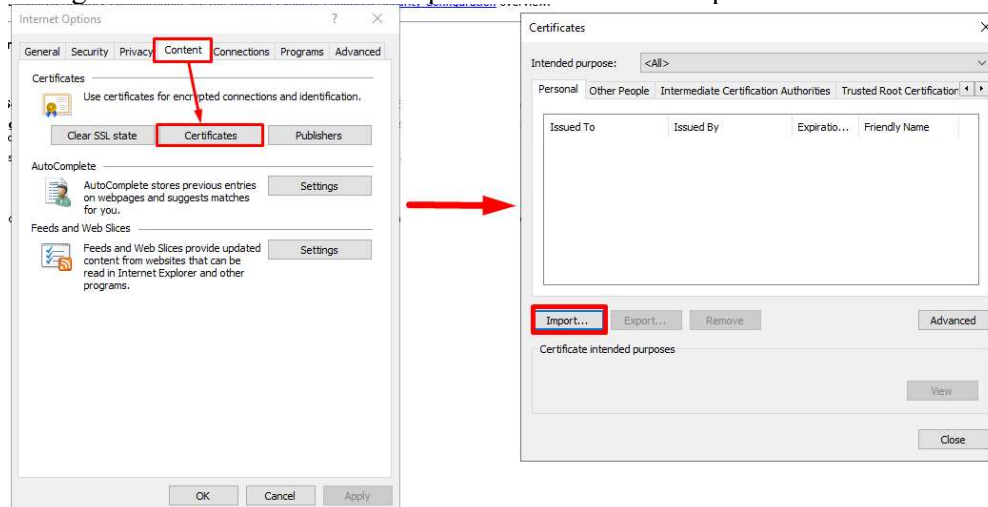 Internet Options ? ×
General Security Privacy Content Connections Programs Advanced
Certificates
Use certificates for encrypted connections and identification.
Clear SSL state Certificates Publishers
AutoComplete
AutoComplete stores previous entries
on webpages and suggests matches
for you.
Settings
Feeds and Web Slices
Feeds and Web Slices provide updated
content from websites that can be
read in Internet Explorer and other
programs.
Settings
OK Cancel Apply
Certificates ×
Intended purpose: <All>
Personal Other People Intermediate Certification Authorities Trusted Root Certification
Issued To Issued By Expiratio... Friendly Name
Import... Export... Remove Advanced
Certificate intended purposes
View
Close